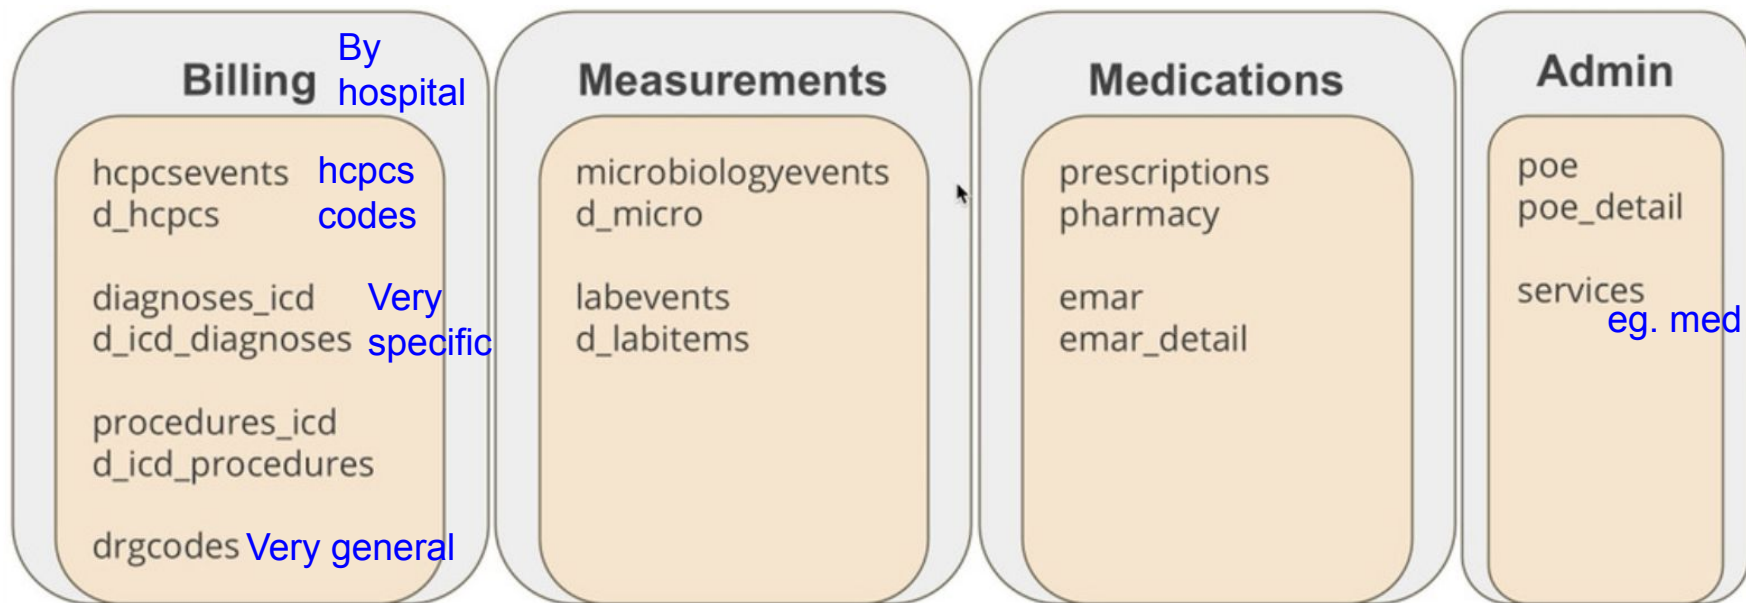 Billing
By
hospital
hcpcsevents
d_hcpcs
hcpcs
codes
diagnoses_icd
d_icd_diagnoses
Very
specific
procedures_icd
d_icd_procedures
drgcodes Very general
Measurements
microbiologyevents
d_micro
labevents
d_labitems
Medications
prescriptions
pharmacy
emar
emar_detail
Admin
poe
poe_detail
services
eg. med